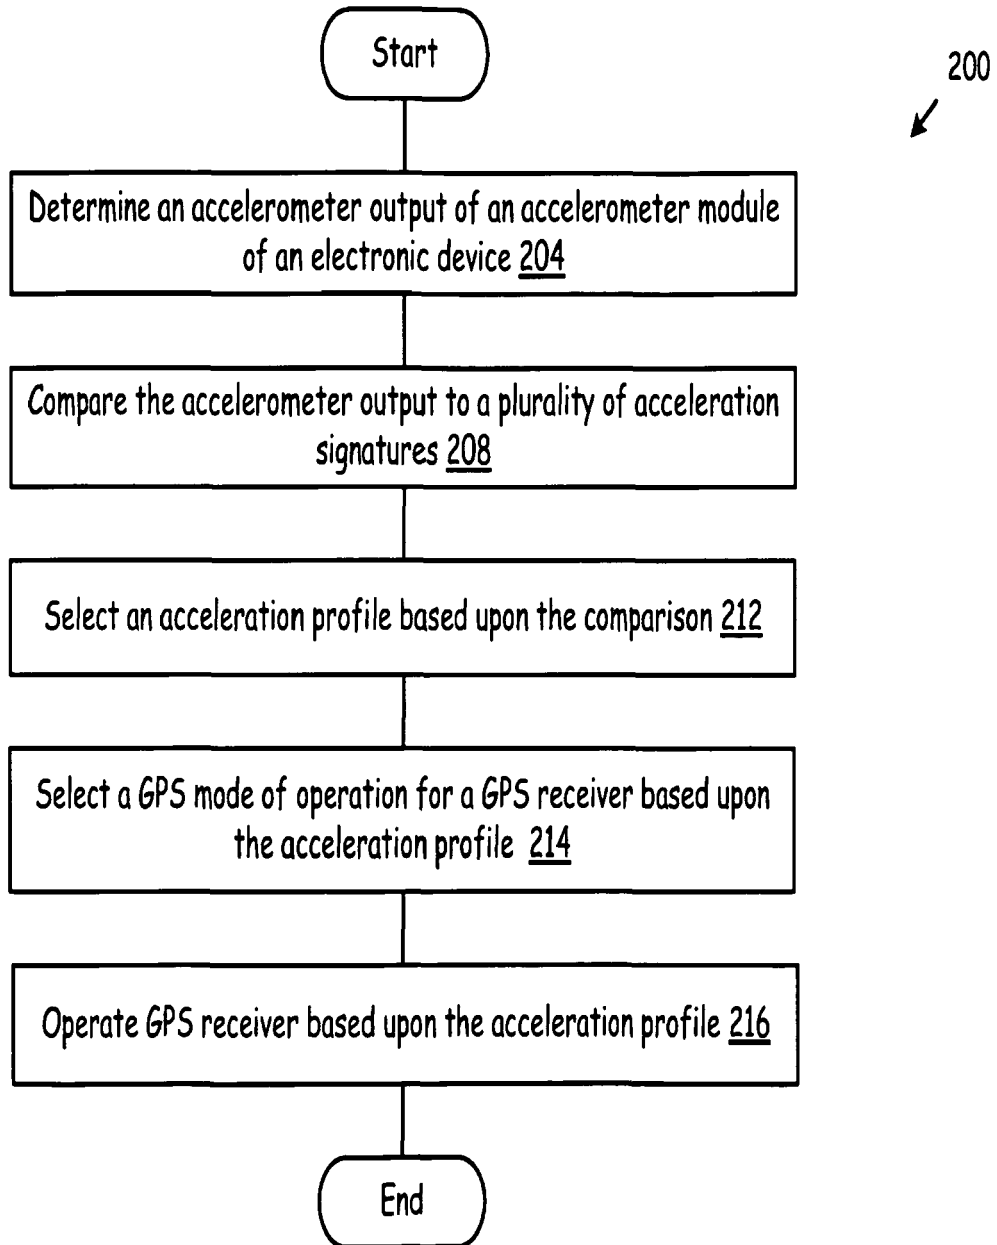 Start
200
Determine an accelerometer output of an accelerometer module
of an electronic device 204
Compare the accelerometer output to a plurality of acceleration
signatures 208
Select an acceleration profile based upon the comparison 212
Select a GPS mode of operation for a GPS receiver based upon
the acceleration profile 214
Operate GPS receiver based upon the acceleration profile 216
End